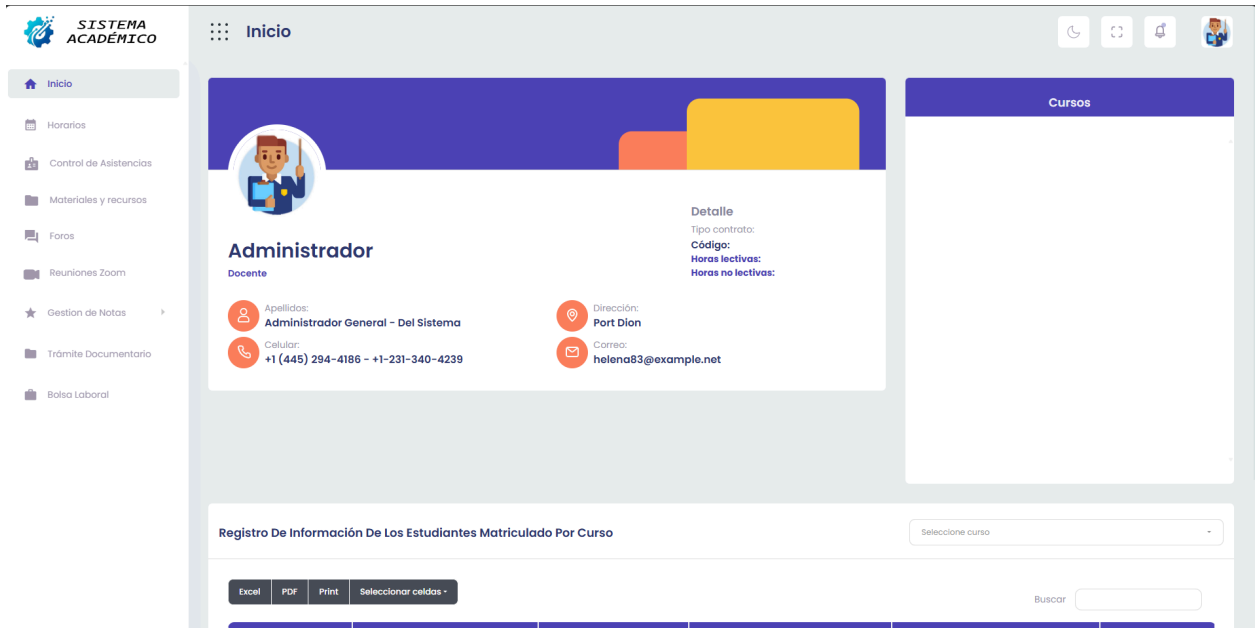 SISTEMA
ACADÉMICO
Inicio
Inicio
Horarios
Control de Asistencias
Materiales y recursos
Foros
Reuniones Zoom
Gestion de Notas
Trámite Documentario
Bolsa Laboral
Administrador
Docente
Detalle
Tipo contrato:
Código:
Horas lectivas:
Horas no lectivas:
Apellidos:
Administrador General - Del Sistema
Dirección:
Port Dion
Celular:
+1 (445) 294-4186 - +1-231-340-4239
Correo:
helena83@example.net
Cursos
Registro De Información De Los Estudiantes Matriculado Por Curso
Seleccione curso
Excel PDF Print Seleccionar celdas
Buscar